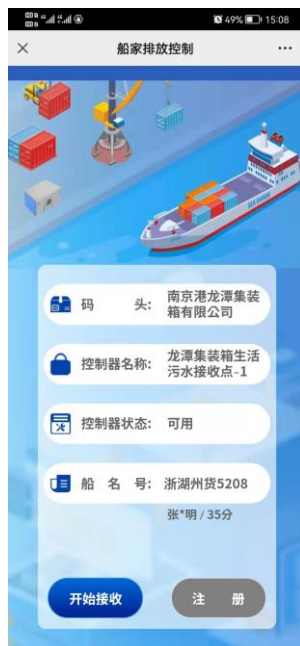 49% 15:08
船家排放控制
码 头: 南京港龙潭集装
箱有限公司
控制器名称: 龙潭集装箱生活
污水接收点-1
控制器状态: 可用
船 名 号: 浙湖州货5208
张*明 / 35分
开始接收 注 册